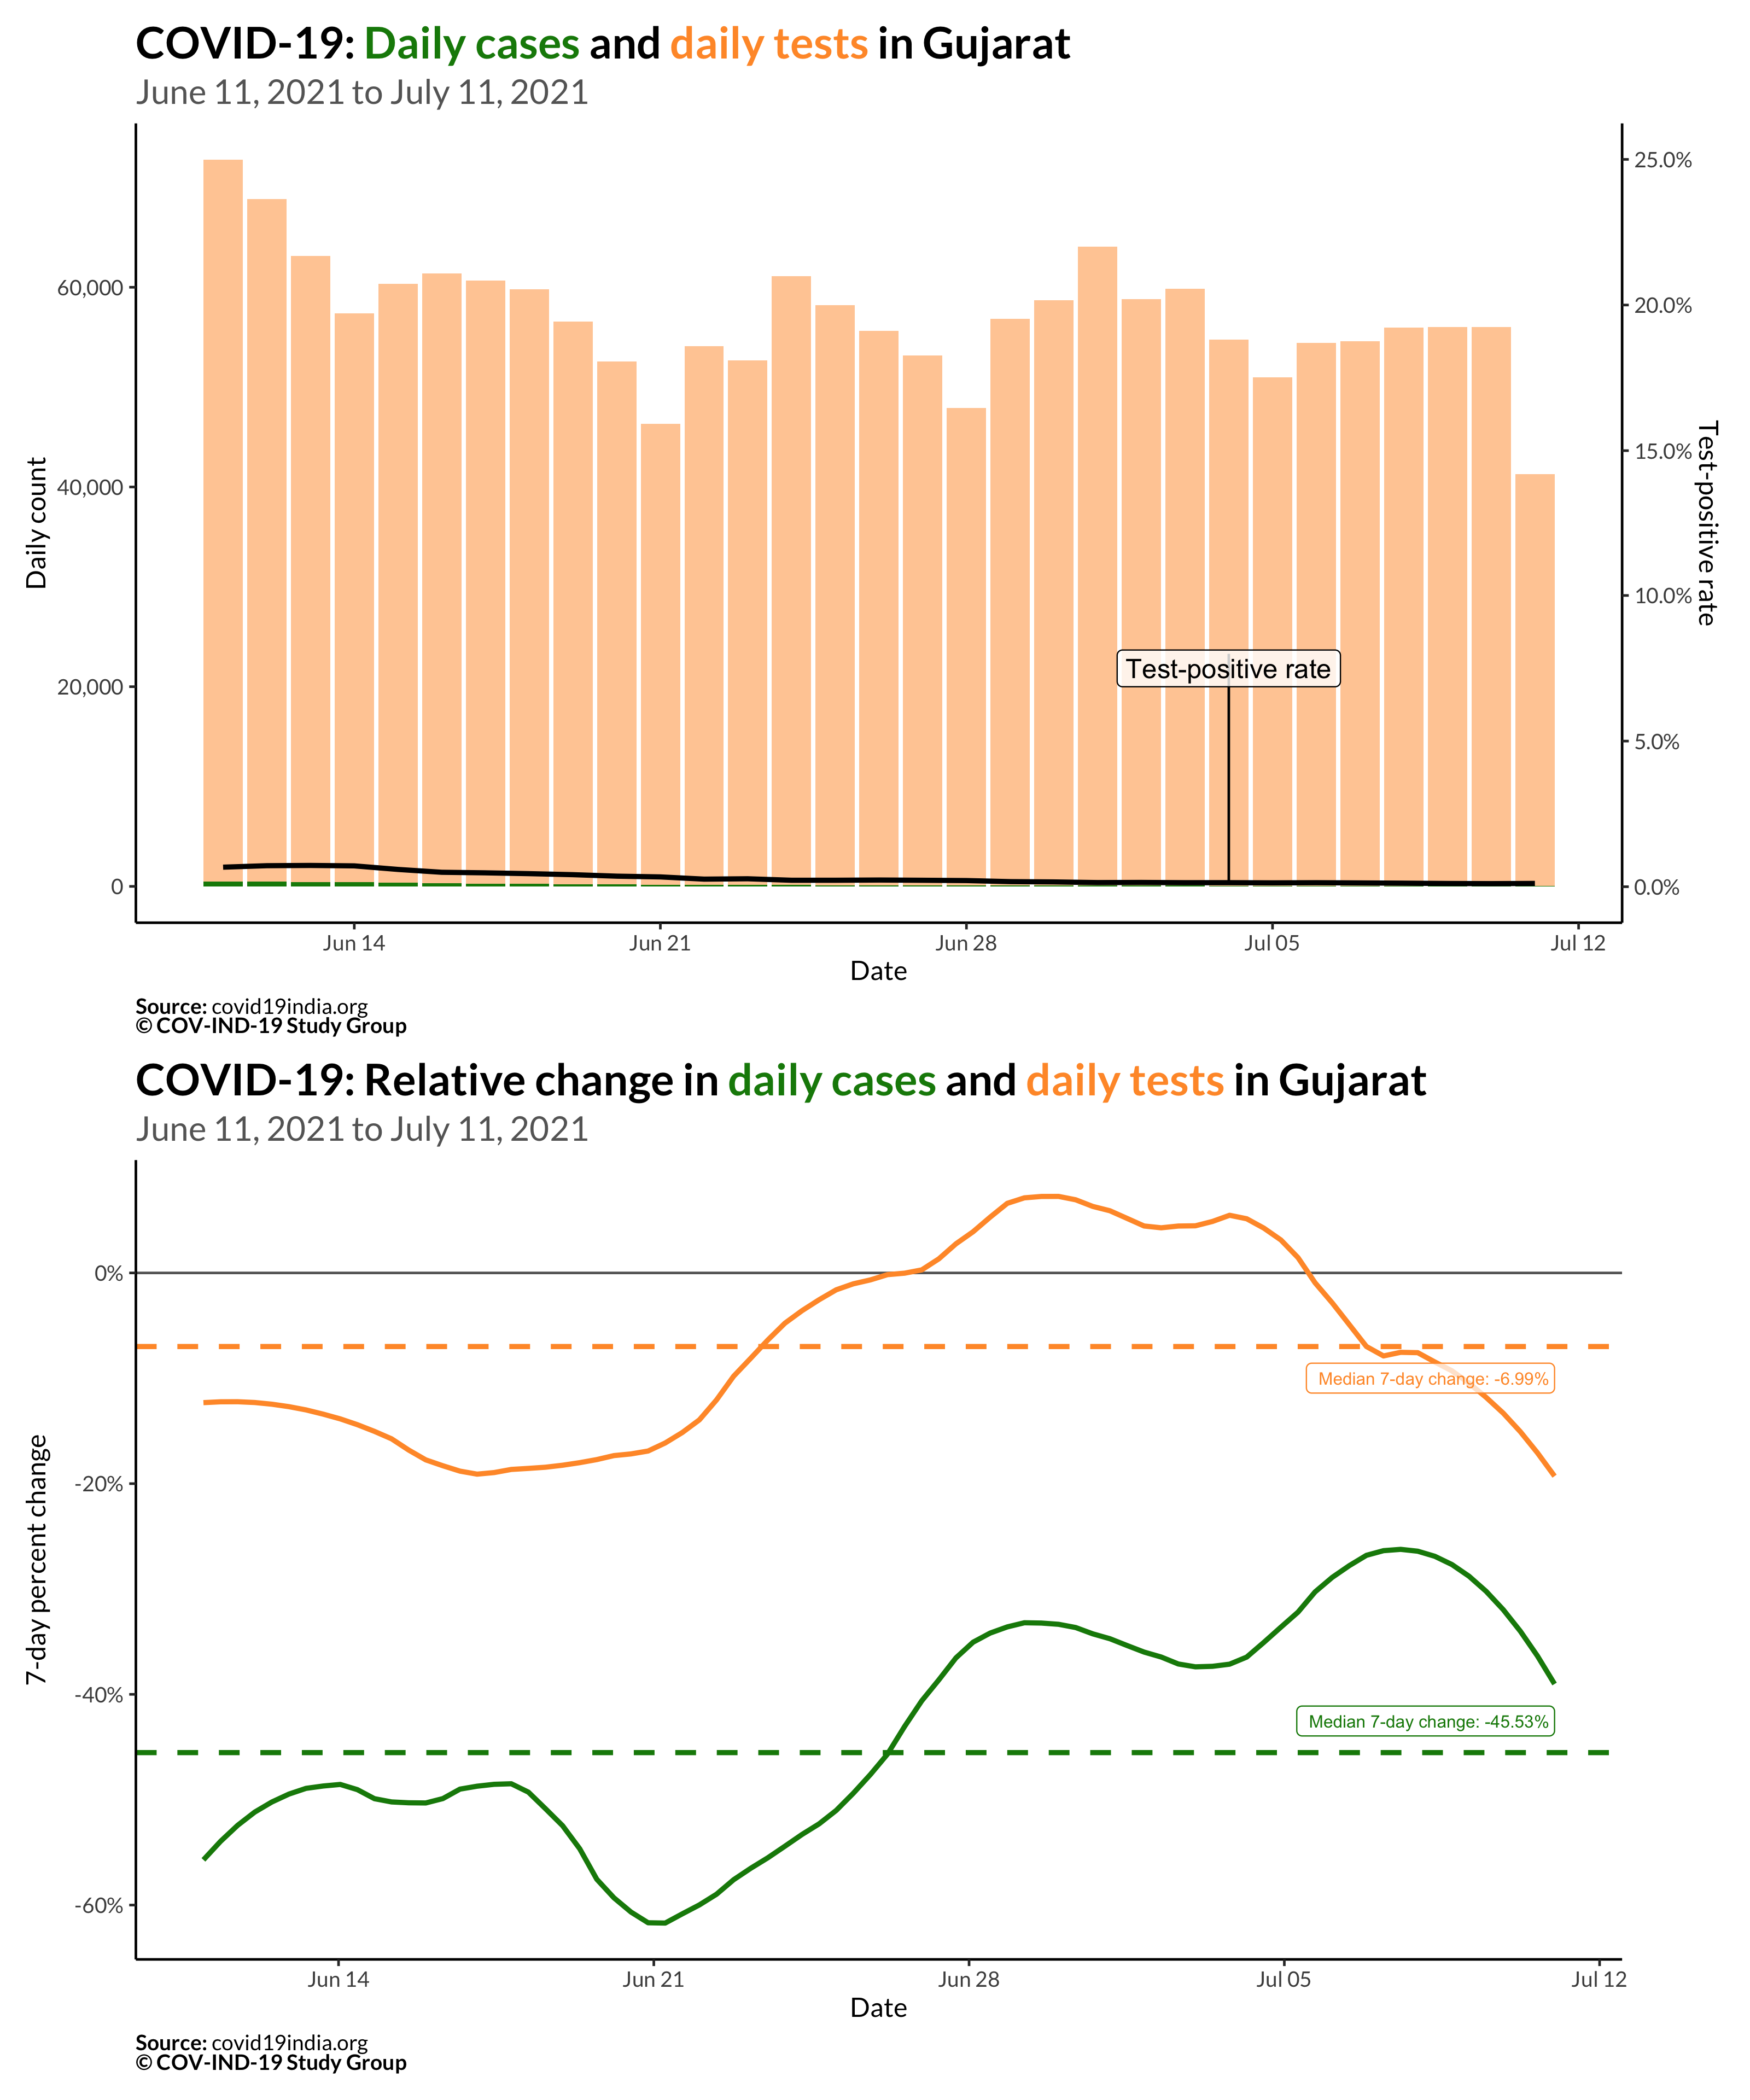 COVID-19: Daily cases and daily tests in Gujarat
June 11, 2021 to July 11, 2021
Daily count
60,000
40,000
20,000
0
25.0%
20.0%
15.0%
10.0%
5.0%
0.0%
Test-positive rate
Test-positive rate
Jun 14
Jun 21
Jun 28
Jul 05
Jul 12
Date
Source: covid19india.org
© COV-IND-19 Study Group
COVID-19: Relative change in daily cases and daily tests in Gujarat
June 11, 2021 to July 11, 2021
7-day percent change
0%
-20%
-40%
-60%
Median 7-day change: -6.99%
Median 7-day change: -45.53%
Jun 14
Jun 21
Jun 28
Jul 05
Jul 12
Date
Source: covid19india.org
© COV-IND-19 Study Group